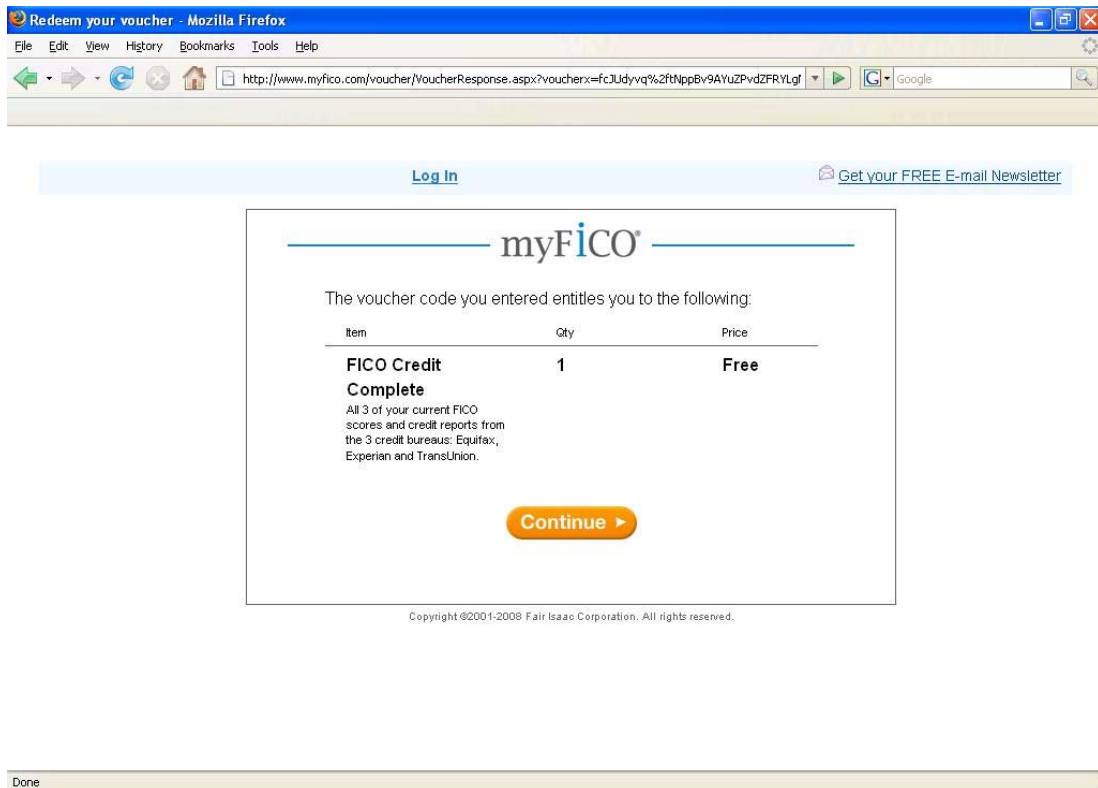 Redeem your voucher - Mozilla Firefox
File Edit View History Bookmarks Tools Help
http://www.myfico.com/voucher/VoucherResponse.aspx?voucherx=fcJUdyvq%2ftNppBv9AYuZPvdZFRYLgf
G Google
Log In
Get your FREE E-mail Newsletter
myFICO®
The voucher code you entered entitles you to the following:
Item Qty Price
FICO Credit 1 Free
Complete
All 3 of your current FICO
scores and credit reports from
the 3 credit bureaus: Equifax,
Experian and TransUnion.
Continue
Copyright ©2001-2008 Fair Isaac Corporation. All rights reserved.
Done